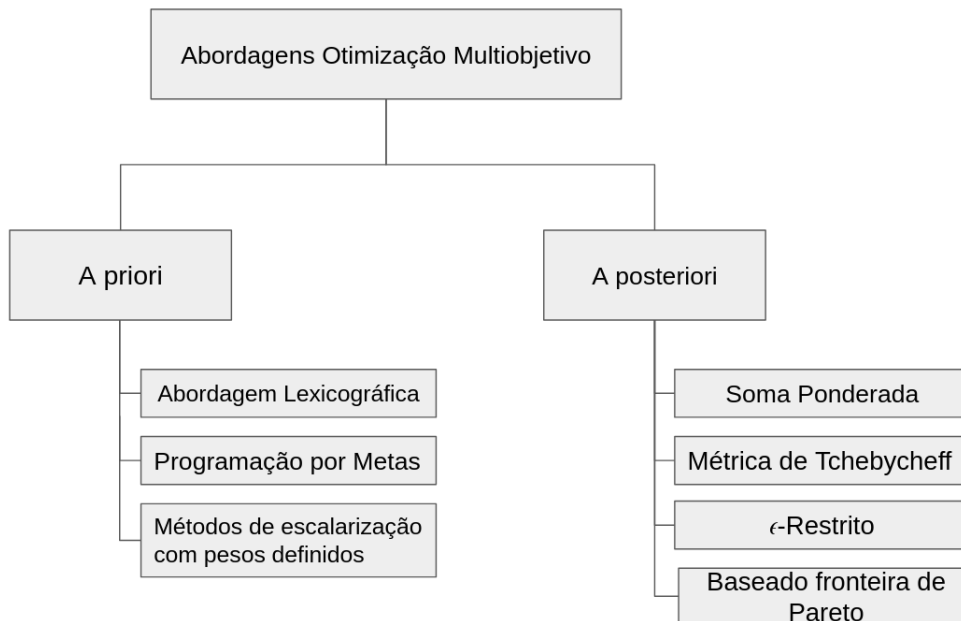 Abordagens Otimização Multiobjetivo
A priori
A posteriori
Abordagem Lexicográfica
Programação por Metas
Métodos de escalarização
com pesos definidos
Soma Ponderada
Métrica de Tchebycheff
ϵ-Restrito
Baseado fronteira de
Pareto